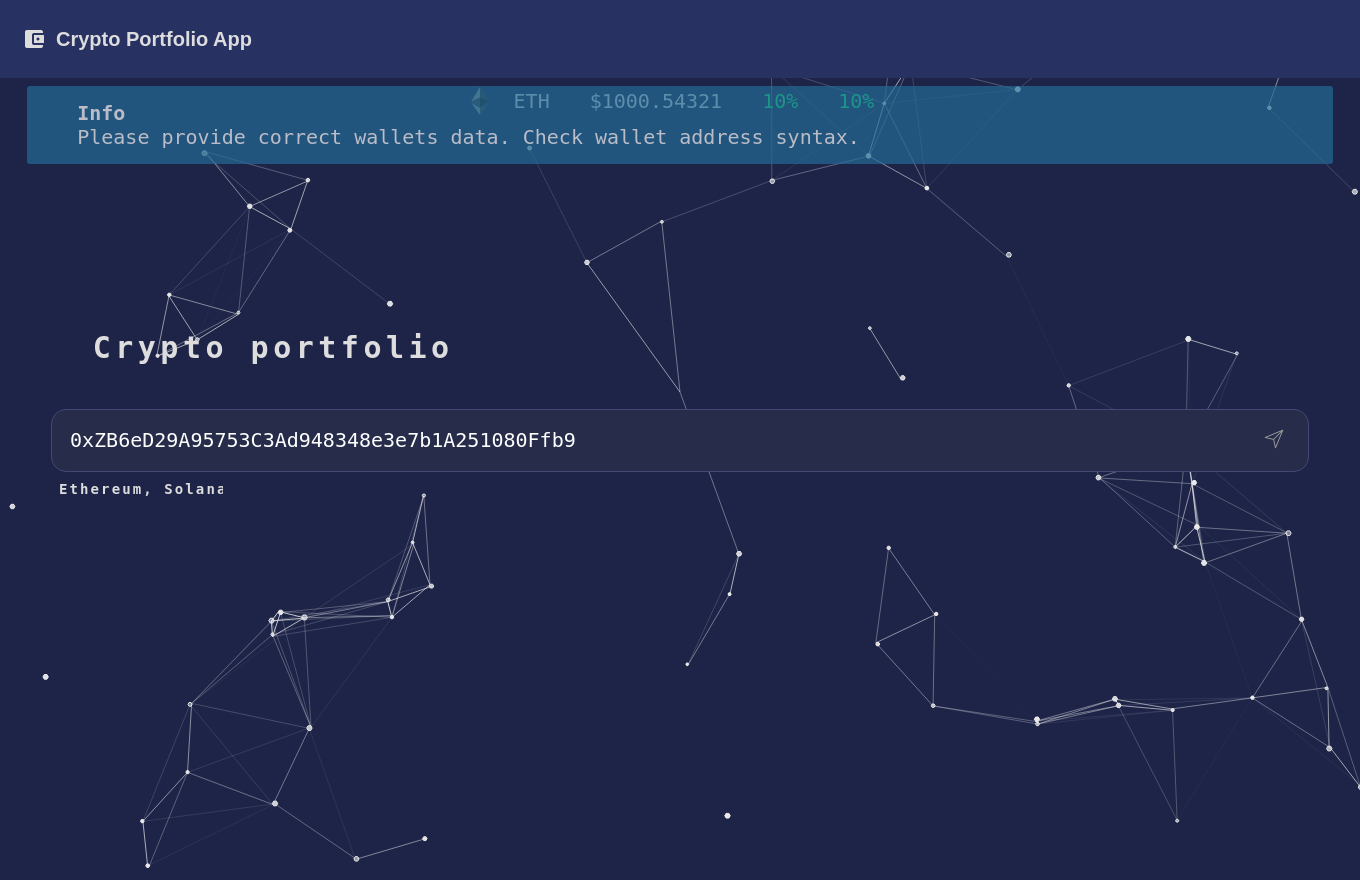 Crypto Portfolio App
ETH $1000.54321 10% 10%
Info
Please provide correct wallets data. Check wallet address syntax.
Crypto portfolio
0xZB6eD29A95753C3Ad948348e3e7b1A251080Ffb9
Ethereum, Solana